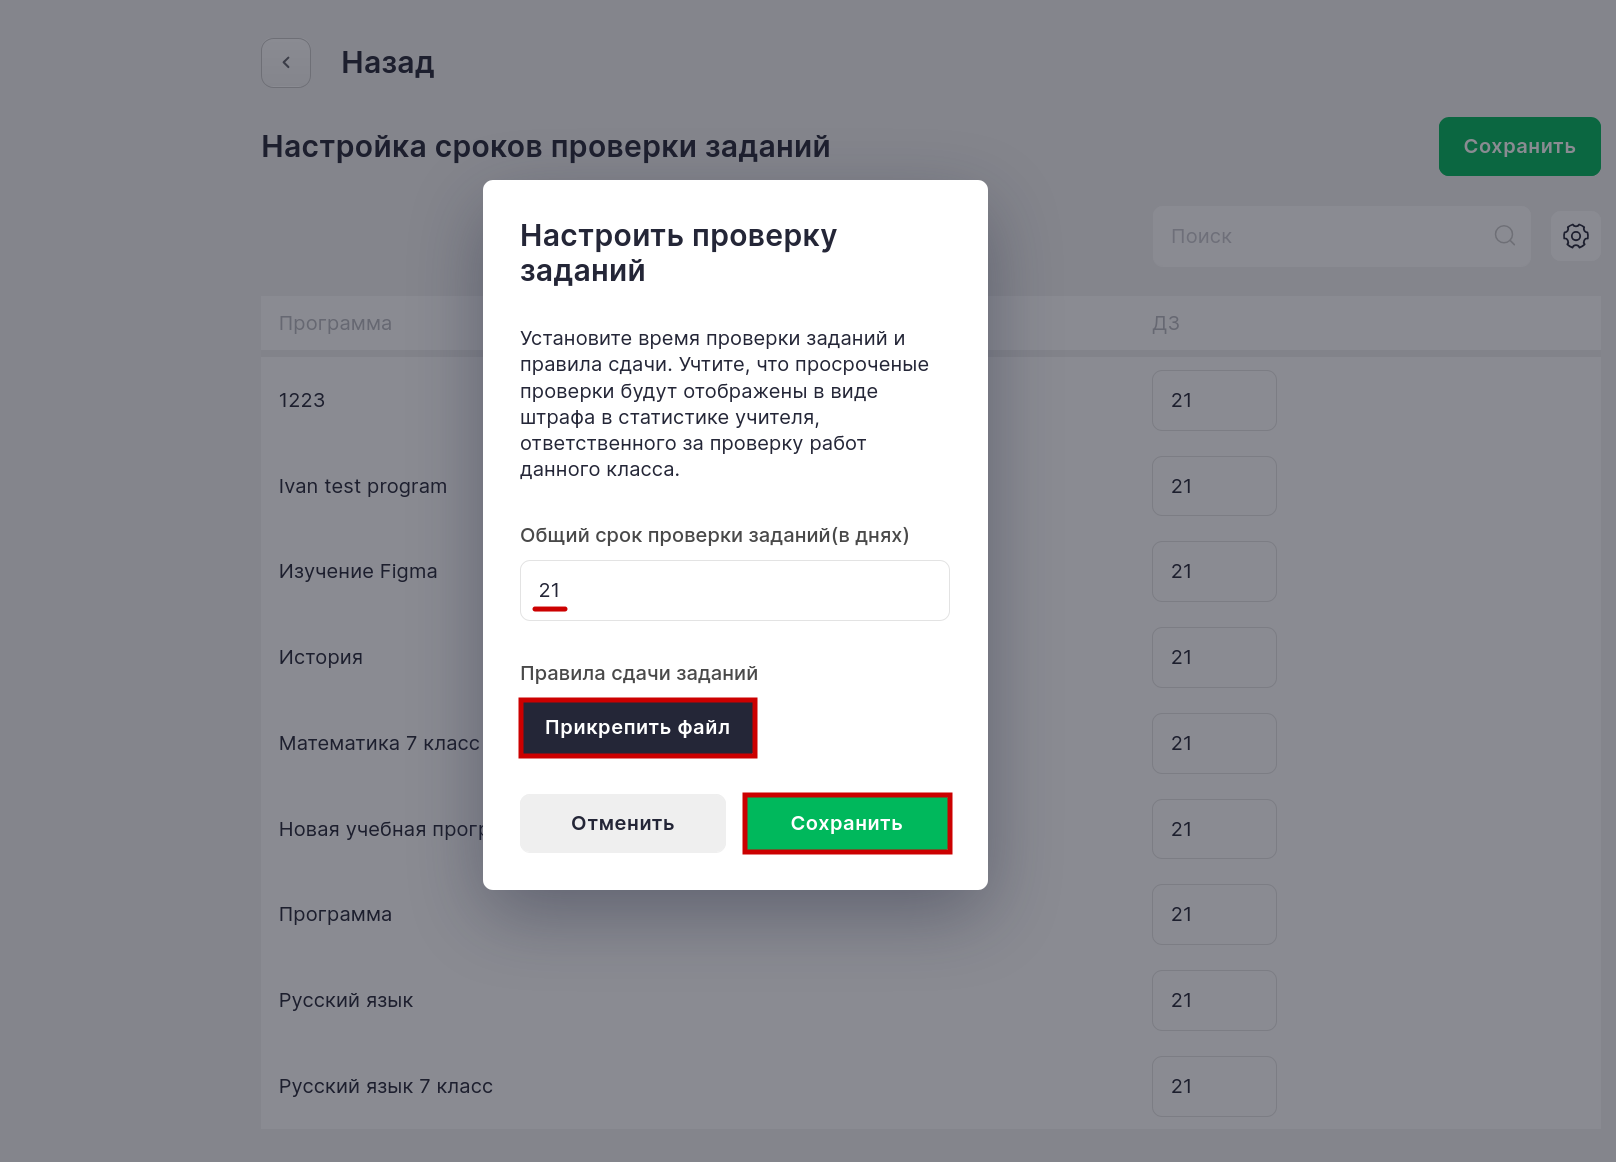 Назад
Настройка сроков проверки заданий
Сохранить
Поиск
Программа ДЗ
1223 21
Ivan test program 21
Изучение Figma 21
История 21
Математика 7 класс 21
Новая учебная 21
Программа 21
Русский язык 21
Русский язык 7 класс 21
Настроить проверку
заданий
Установите время проверки заданий и
правила сдачи. Учтите, что просроченые
проверки будут отображены в виде
штрафа в статистике учителя,
ответственного за проверку работ
данного класса.
Общий срок проверки заданий(в днях)
21
Правила сдачи заданий
Прикрепить файл
Отменить
Сохранить